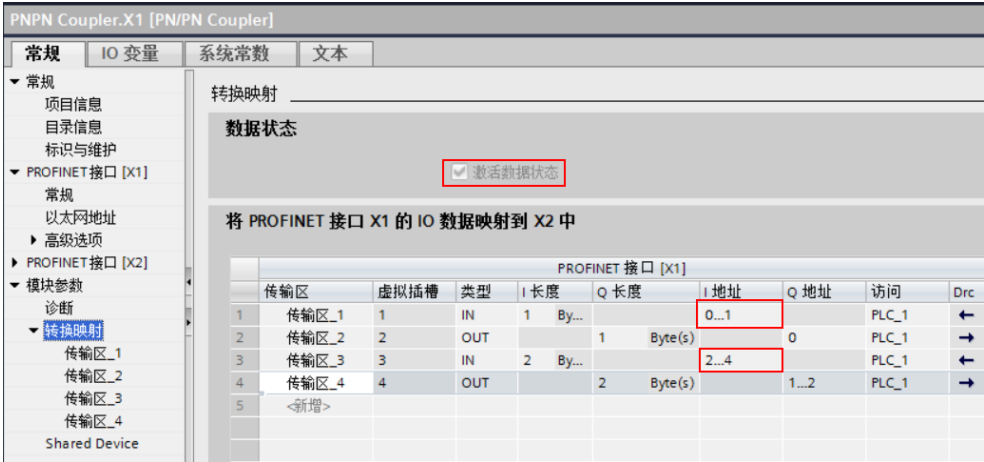 PNPN Coupler.X1 [PN/PN Coupler]
常规 IO 变量 系统常数 文本
常规
项目信息
目录信息
标识与维护
PROFINET接口 [X1]
常规
以太网地址
高级选项
PROFINET接口 [X2]
模块参数
诊断
转换映射
传输区_1
传输区_2
传输区_3
传输区_4
Shared Device
转换映射
数据状态
激活数据状态
将 PROFINET 接口 X1 的 IO 数据映射到 X2 中
PROFINET 接口 [X1]
传输区 虚拟插槽 类型 I 长度 Q 长度 I 地址 Q 地址 访问 Drc
1 传输区_1 1 IN 1 By... 0...1 PLC_1 ←
2 传输区_2 2 OUT 1 Byte(s) 0 PLC_1 →
3 传输区_3 3 IN 2 By... 2...4 PLC_1 ←
4 传输区_4 4 OUT 2 Byte(s) 1...2 PLC_1 →
5 <新增>